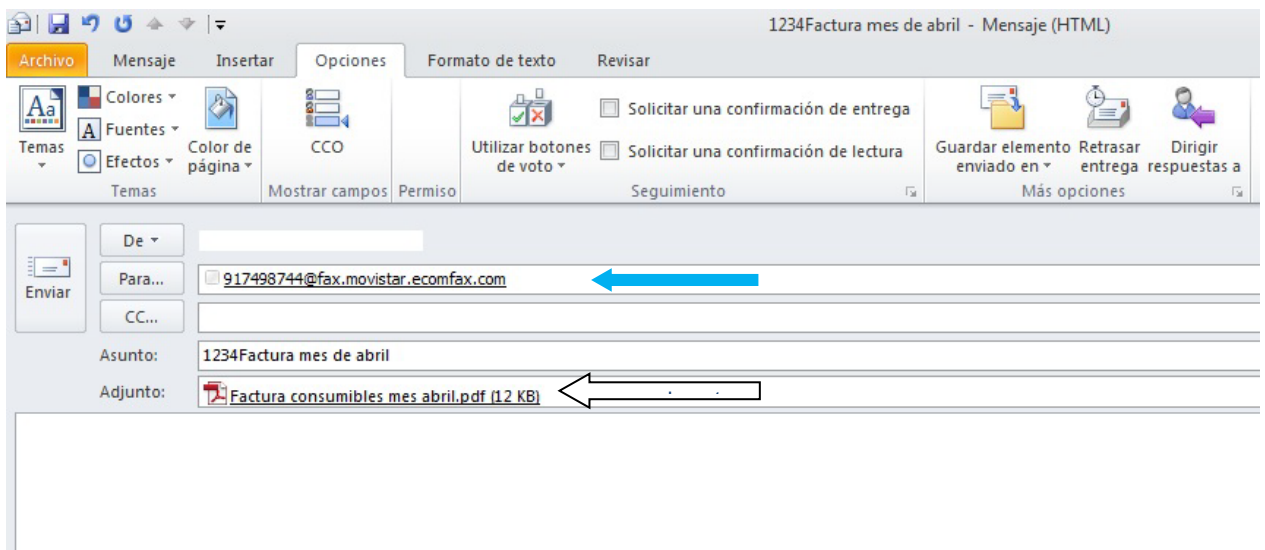 1234Factura mes de abril - Mensaje (HTML)
Archivo Mensaje Insertar Opciones Formato de texto Revisar
Aa Temas
Colores
A Fuentes
Efectos
Color de página
Temas
CCO
Mostrar campos
Permiso
Utilizar botones de voto
Solicitar una confirmación de entrega
Solicitar una confirmación de lectura
Seguimiento
Guardar elemento enviado en
Retrasar entrega
Dirigir respuestas a
Más opciones
Enviar
De
Para... 917498744@fax.movistar.ecomfax.com
CC...
Asunto: 1234Factura mes de abril
Adjunto: Factura consumibles mes abril.pdf (12 KB)